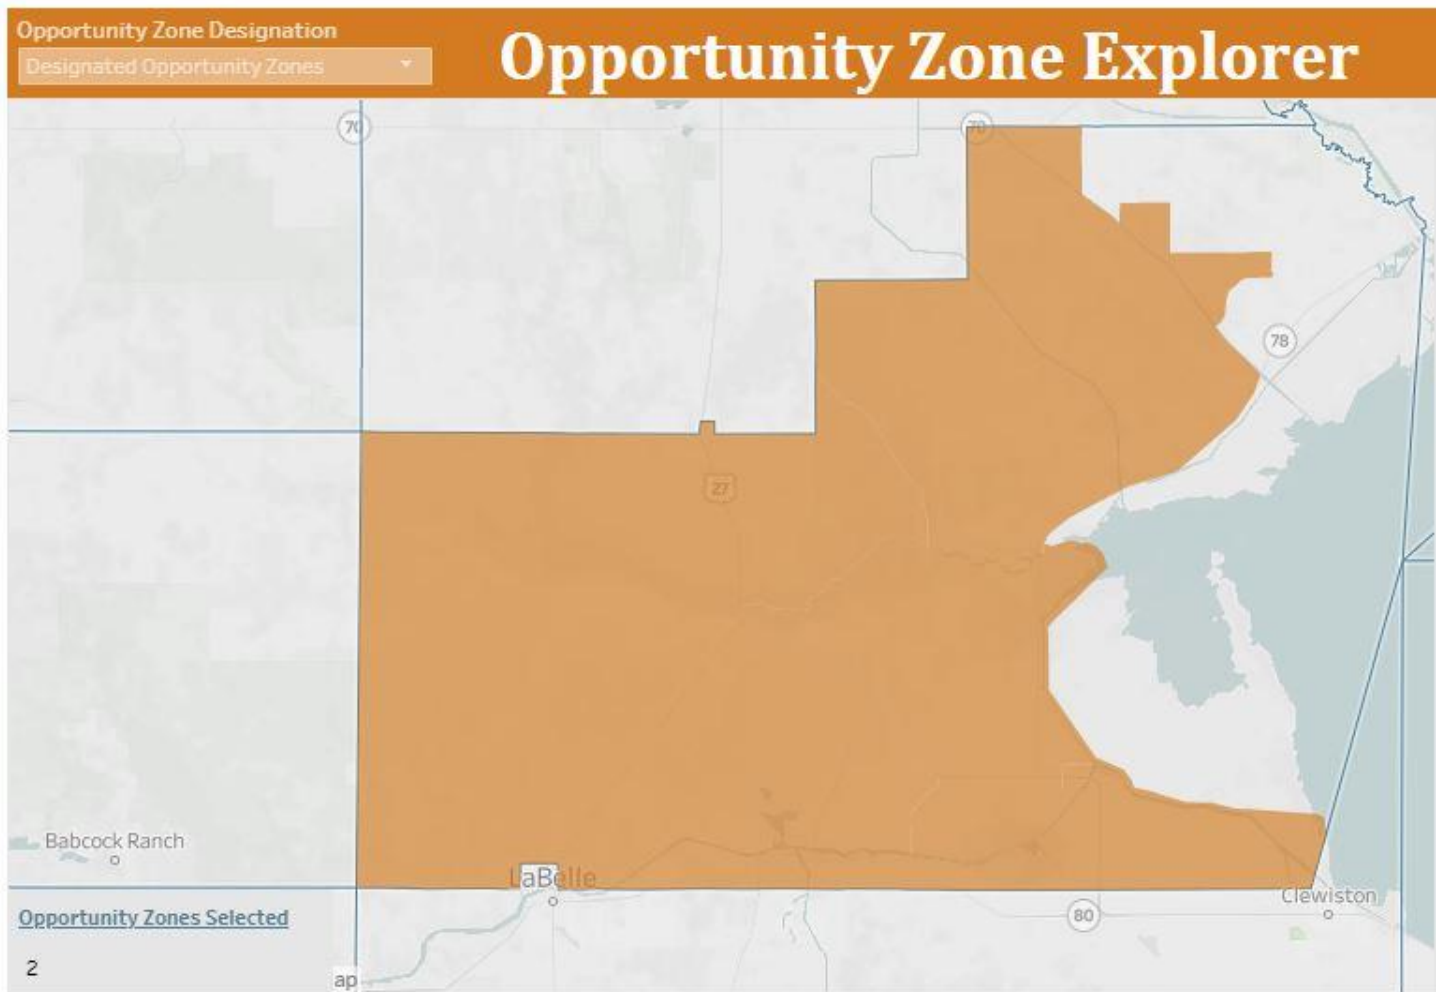 Opportunity Zone Designation
Designated Opportunity Zones
Opportunity Zone Explorer
70
70
78
27
Babcock Ranch
LaBelle
Clewiston
80
Opportunity Zones Selected
2
ap